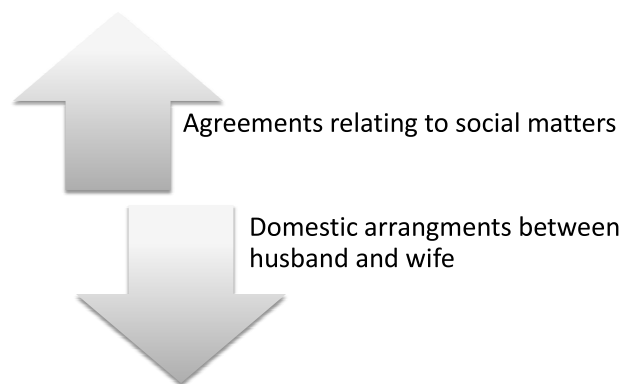 Agreements relating to social matters
Domestic arrangments between
husband and wife